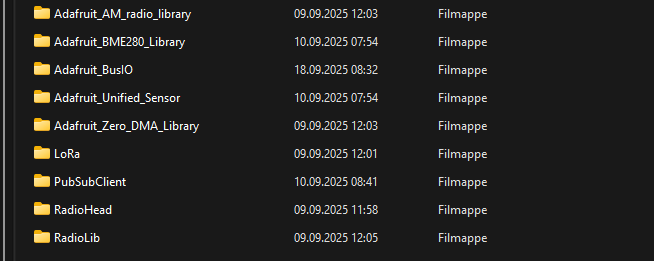 Adafruit_AM_radio_library 09.09.2025 12:03 Filmappe
Adafruit_BME280_Library 10.09.2025 07:54 Filmappe
Adafruit_BusIO 18.09.2025 08:32 Filmappe
Adafruit_Unified_Sensor 10.09.2025 07:54 Filmappe
Adafruit_Zero_DMA_Library 09.09.2025 12:03 Filmappe
LoRa 09.09.2025 12:01 Filmappe
PubSubClient 10.09.2025 08:41 Filmappe
RadioHead 09.09.2025 11:58 Filmappe
RadioLib 09.09.2025 12:05 Filmappe